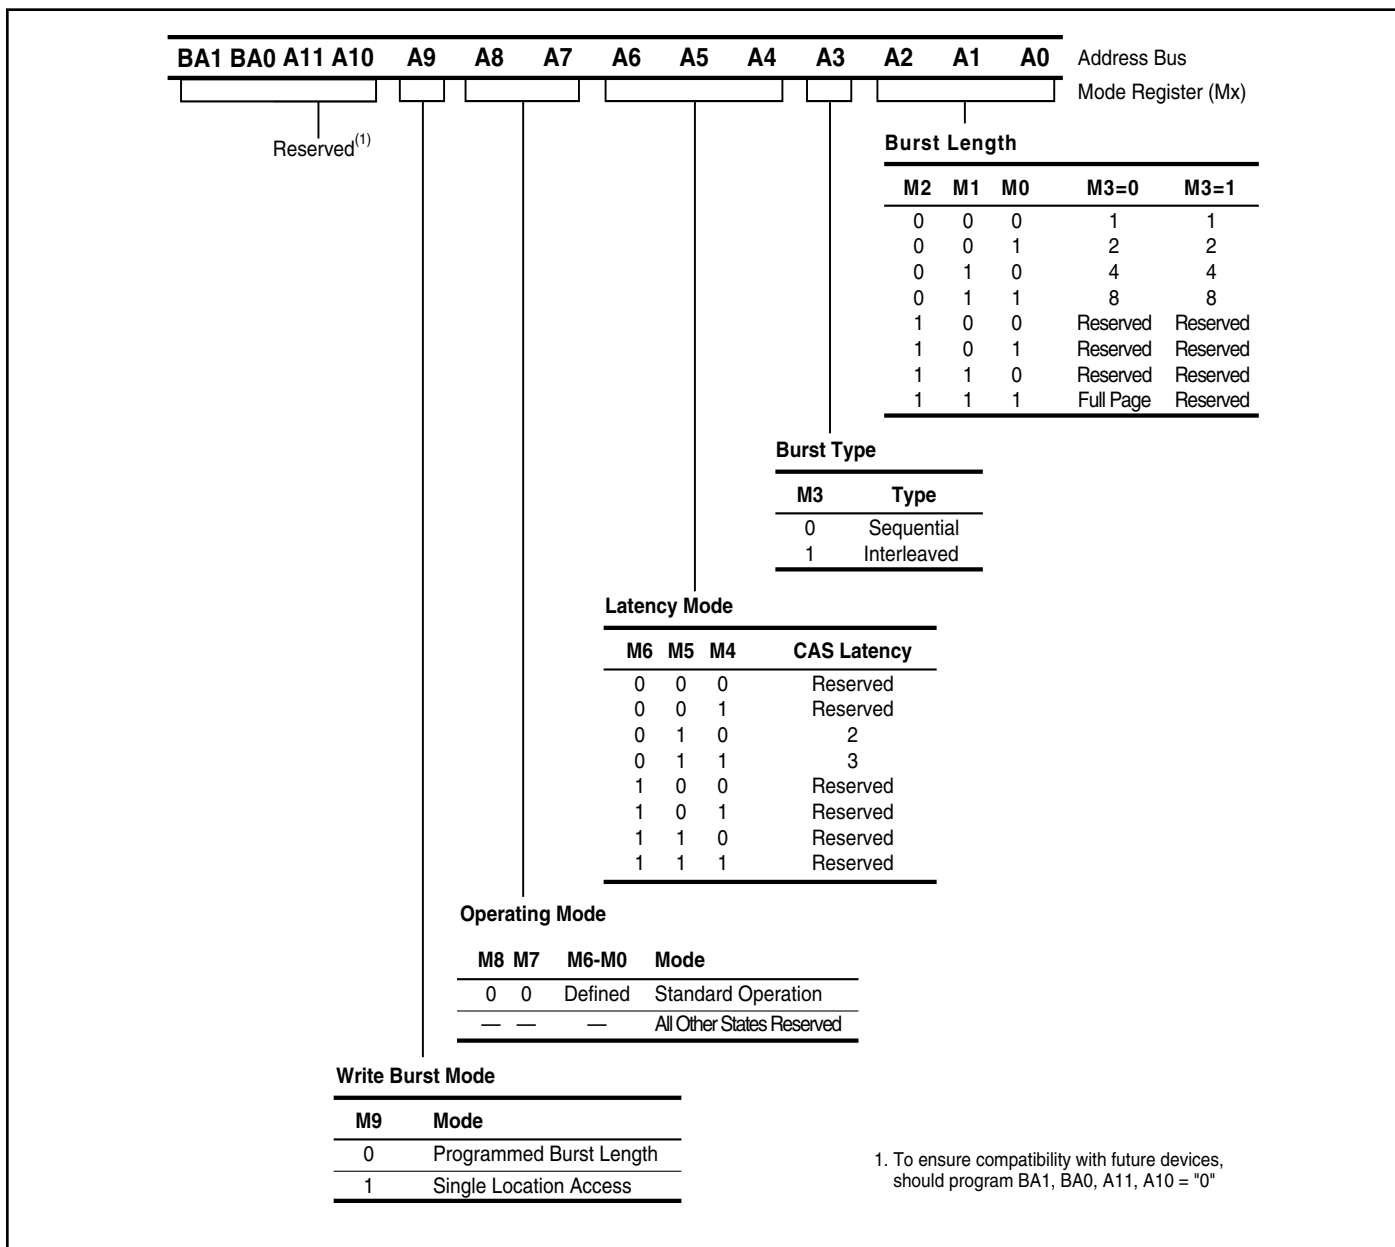 BA1 BA0 A11 A10 A9 A8 A7 A6 A5 A4 A3 A2 A1 A0 Address Bus
Mode Register (Mx)
Reserved(1)
Burst Length
M2 M1 M0 M3=0 M3=1
0 0 0 1 1
0 0 1 2 2
0 1 0 4 4
0 1 1 8 8
1 0 0 Reserved Reserved
1 0 1 Reserved Reserved
1 1 0 Reserved Reserved
1 1 1 Full Page Reserved
Burst Type
M3 Type
0 Sequential
1 Interleaved
Latency Mode
M6 M5 M4 CAS Latency
0 0 0 Reserved
0 0 1 Reserved
0 1 0 2
0 1 1 3
1 0 0 Reserved
1 0 1 Reserved
1 1 0 Reserved
1 1 1 Reserved
Operating Mode
M8 M7 M6-M0 Mode
0 0 Defined Standard Operation
— — — All Other States Reserved
Write Burst Mode
M9 Mode
0 Programmed Burst Length
1 Single Location Access
1. To ensure compatibility with future devices,
should program BA1, BA0, A11, A10 = "0"